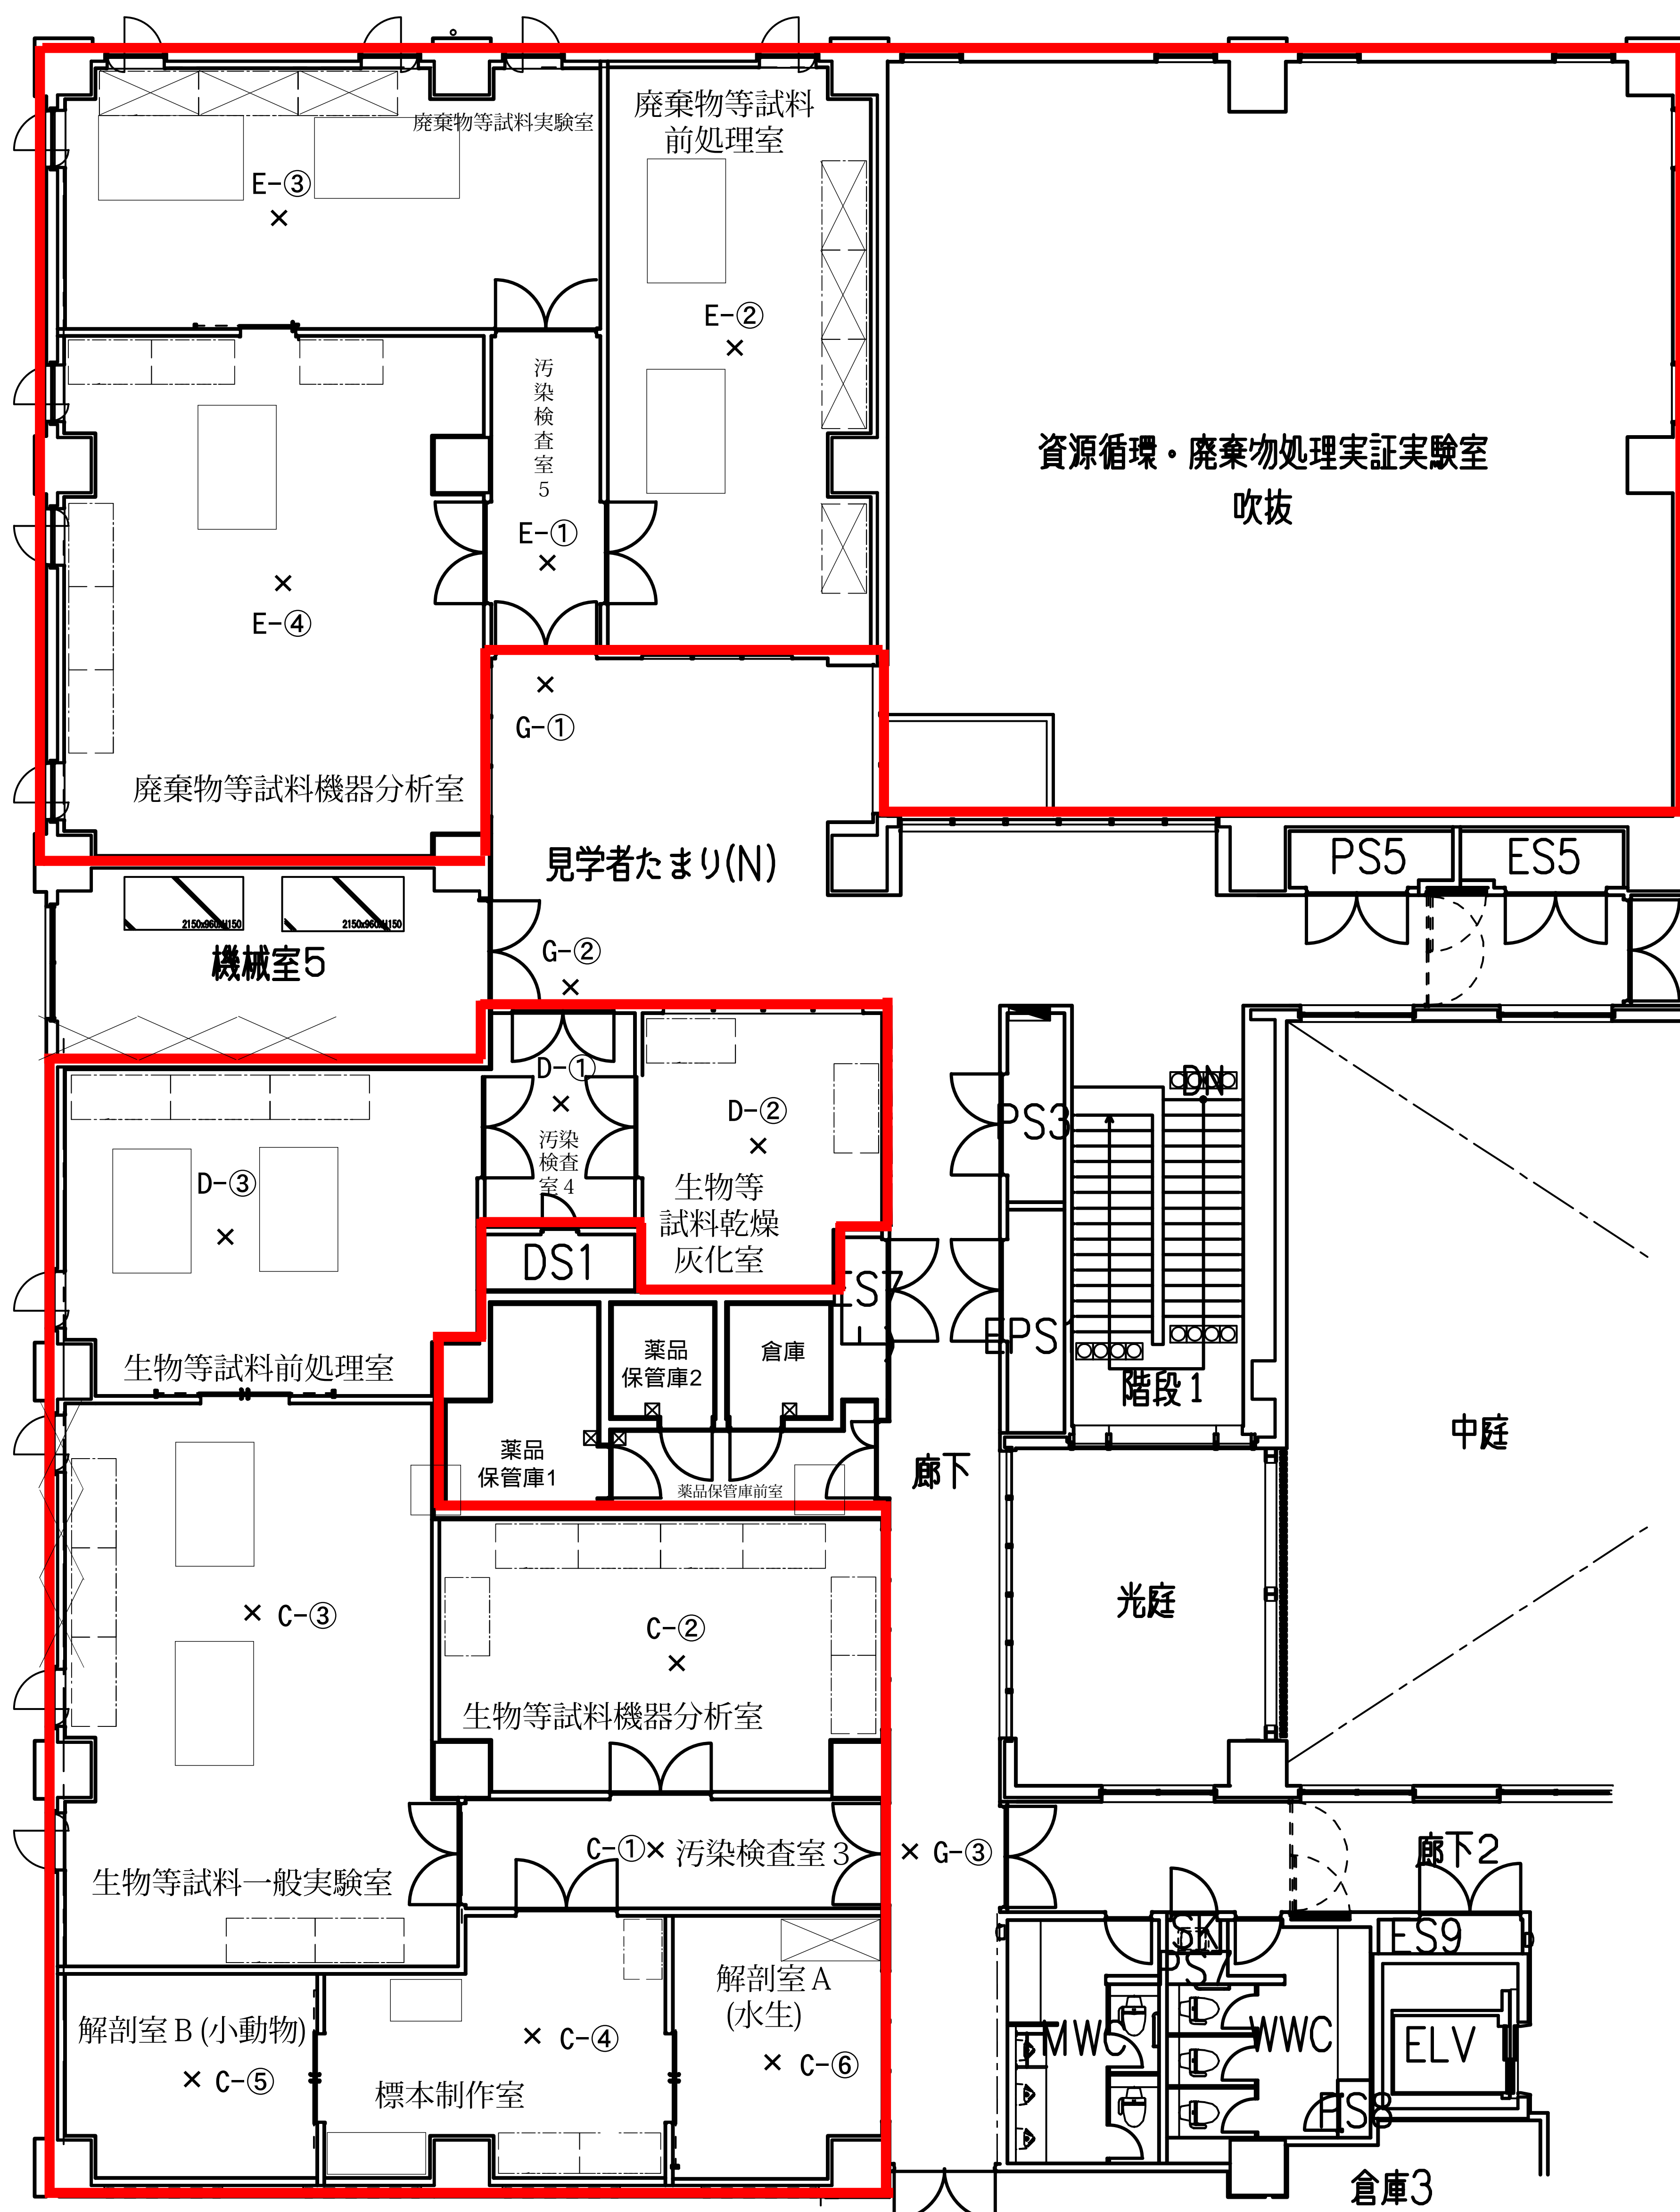 廃棄物等試料実験室
E-③
廃棄物等試料
前処理室
E-②
汚染検査室5
E-①
E-④
廃棄物等試料機器分析室
資源循環・廃棄物処理実証実験室
吹抜
G-①
見学者たまり(N)
PS5
ES5
2150x960xH150
2150x960xH150
機械室5
G-②
D-①
汚染
検査
室4
D-②
生物等
試料乾燥
灰化室
D-③
生物等試料前処理室
DS1
PS3
DN
階段1
中庭
薬品
保管庫2
倉庫
薬品
保管庫1
薬品保管庫前室
廊下
光庭
C-③
C-②
生物等試料機器分析室
C-①
汚染検査室3
G-③
廊下2
生物等試料一般実験室
解剖室B(小動物)
C-⑤
C-④
標本制作室
解剖室A
(水生)
C-⑥
SK
PS7
ES9
MWC
WWC
ELV
倉庫3